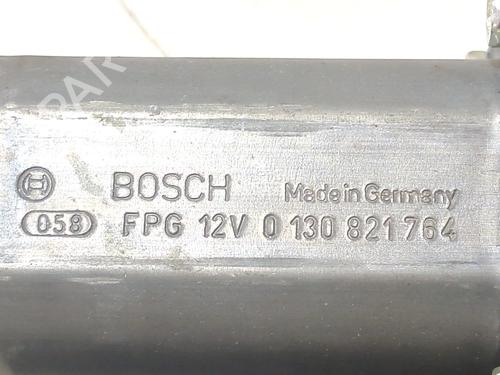 BOSCH Made in Germany
058 FPG 12V 0 130 821 764